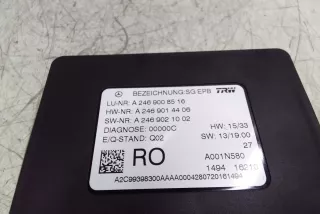 BEZEICHNUNG:SG EPB TRW
LU-NR: A 246 900 85 16
HW-NR: A 246 901 44 06
SW-NR: A 246 902 10 02
DIAGNOSE: 00000C HW: 15/33
E/Q-STAND: Q02 SW: 13/19:00
27
RO A001N580
1494 16210
A2C99398300AAAA0004280720161494